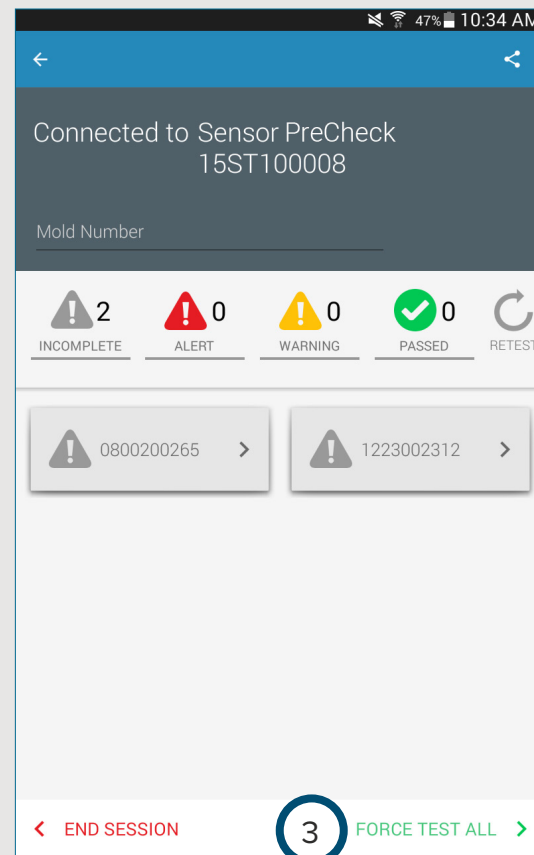 47% 10:34 AM
Connected to Sensor PreCheck
15ST100008
Mold Number
2 0 0 0
INCOMPLETE ALERT WARNING PASSED RETEST
0800200265 1223002312
END SESSION 3 FORCE TEST ALL